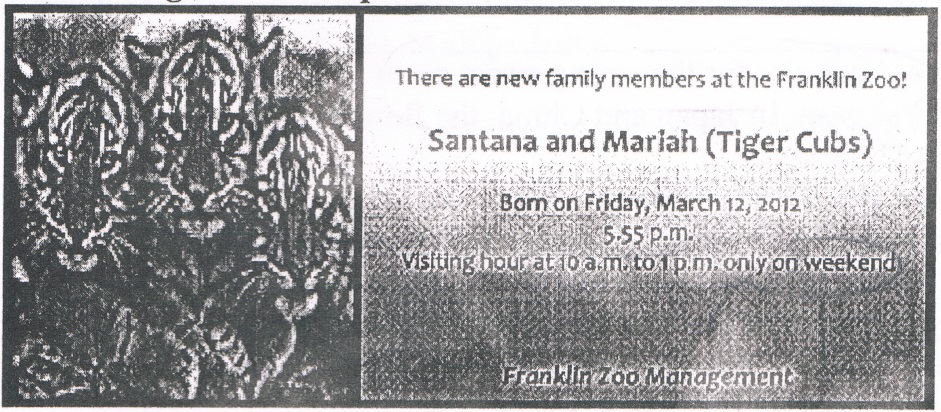 There are new family members at the Franklin Zoo!
Santana and Mariah (Tiger Cubs)
Born on Friday, March 12, 2012
5.55 p.m.
Visiting hour at 10 a.m. to 1 p.m. only on weekend
Franklin Zoo Management